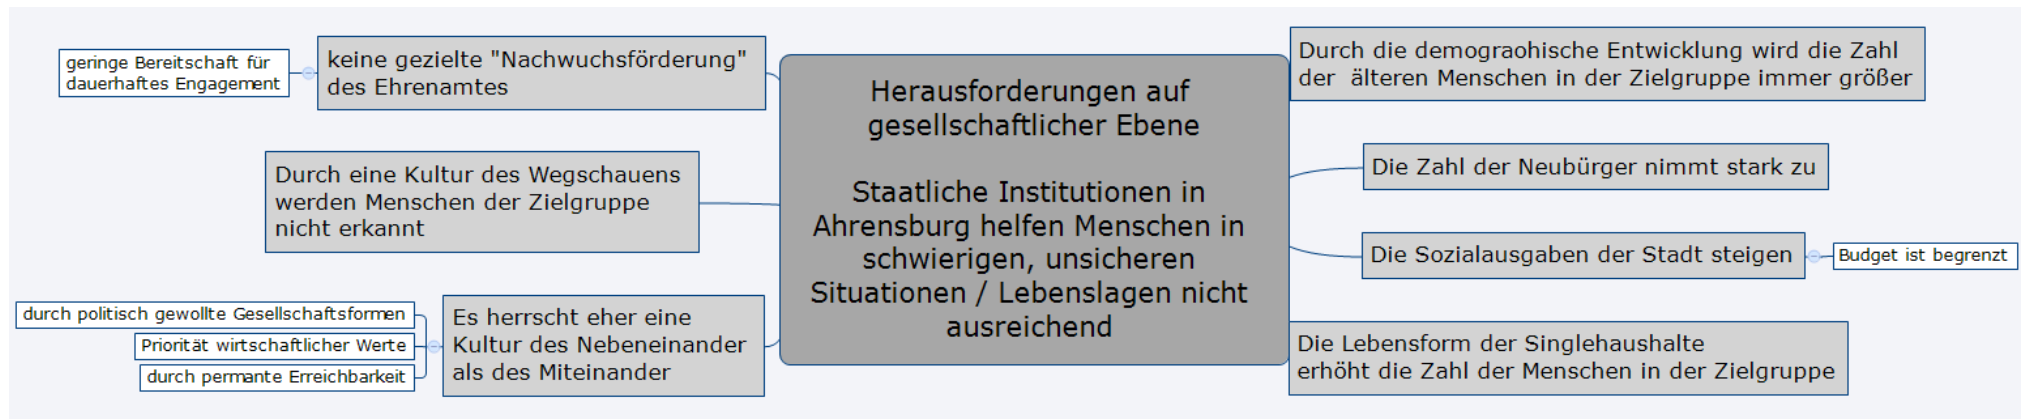 geringe Bereitschaft für
dauerhaftes Engagement
keine gezielte "Nachwuchsförderung"
des Ehrenamtes
Durch eine Kultur des Wegschauens
werden Menschen der Zielgruppe
nicht erkannt
durch politisch gewollte Gesellschaftsformen
Priorität wirtschaftlicher Werte
durch permante Erreichbarkeit
Es herrscht eher eine
Kultur des Nebeneinander
als des Miteinander
Herausforderungen auf
gesellschaftlicher Ebene
Staatliche Institutionen in
Ahrensburg helfen Menschen in
schwierigen, unsicheren
Situationen / Lebenslagen nicht
ausreichend
Durch die demograohische Entwicklung wird die Zahl
der  älteren Menschen in der Zielgruppe immer größer
Die Zahl der Neubürger nimmt stark zu
Die Sozialausgaben der Stadt steigen
Budget ist begrenzt
Die Lebensform der Singlehaushalte
erhöht die Zahl der Menschen in der Zielgruppe